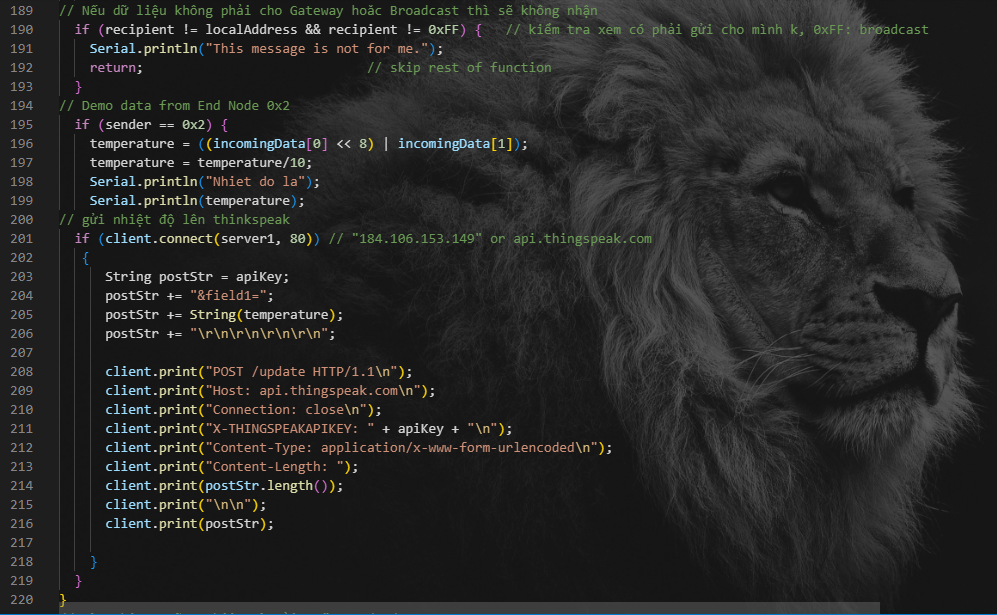 189 // Nếu dữ liệu không phải cho Gateway hoăc Broadcast thì sẽ không nhận
190 if (recipient != localAddress && recipient != 0xFF) { // kiểm tra xem có phải gửi cho mình k, 0xFF: broadcast
191 Serial.println("This message is not for me.");
192 return; // skip rest of function
193 }
194 // Demo data from End Node 0x2
195 if (sender == 0x2) {
196 temperature = ((incomingData[0] << 8) | incomingData[1]);
197 temperature = temperature/10;
198 Serial.println("Nhiet do la");
199 Serial.println(temperature);
200 // gửi nhiệt độ lên thinkspeak
201 if (client.connect(server1, 80)) // "184.106.153.149" or api.thingspeak.com
202 {
203 String postStr = apiKey;
204 postStr += "&field1=";
205 postStr += String(temperature);
206 postStr += "\r\n\r\n\r\n\r\n";
207
208 client.print("POST /update HTTP/1.1\n");
209 client.print("Host: api.thingspeak.com\n");
210 client.print("Connection: close\n");
211 client.print("X-THINGSPEAKAPIKEY: " + apiKey + "\n");
212 client.print("Content-Type: application/x-www-form-urlencoded\n");
213 client.print("Content-Length: ");
214 client.print(postStr.length());
215 client.print("\n\n");
216 client.print(postStr);
217
218 }
219 }
220 }